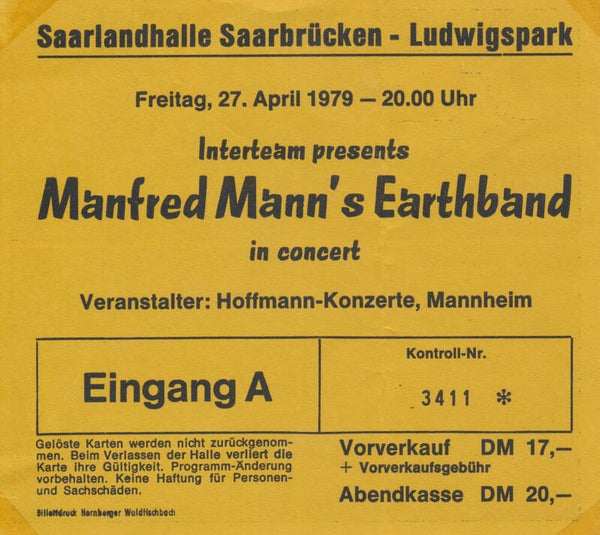 Saarlandhalle Saarbrücken - Ludwigspark
Freitag, 27. April 1979 – 20.00 Uhr
Interteam presents
Manfred Mann's Earthband
in concert
Veranstalter: Hoffmann-Konzerte, Mannheim
Eingang A
Kontroll-Nr.
3411 *
Gelöste Karten werden nicht zurückgenom-
men. Beim Verlassen der Halle verliert die
Karte ihre Gültigkeit. Programm-Änderung
vorbehalten. Keine Haftung für Personen-
und Sachschäden.
Billettdruck Hornberger Waldfischbach
Vorverkauf DM 17,–
+ Vorverkaufsgebühr
Abendkasse DM 20,–